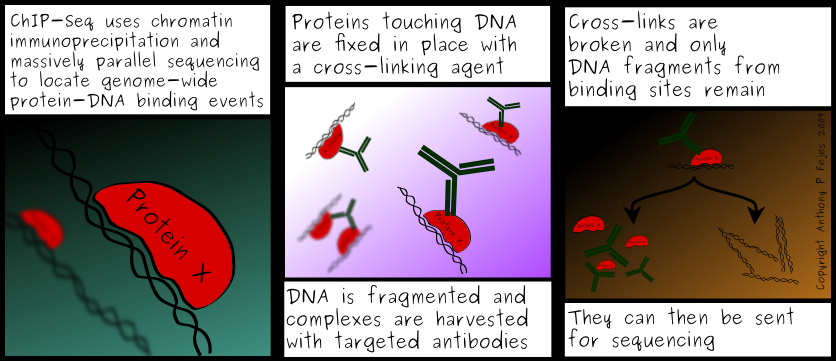 ChIP-Seq uses chromatin
immunoprecipitation and
massively parallel sequencing
to locate genome-wide
protein-DNA binding events
Protein X
Proteins touching DNA
are fixed in place with
a cross-linking agent
Protein X
DNA is fragmented and
complexes are harvested
with targeted antibodies
Cross-links are
broken and only
DNA fragments from
binding sites remain
Copyright Anthony P Fejes 2009
They can then be sent
for sequencing